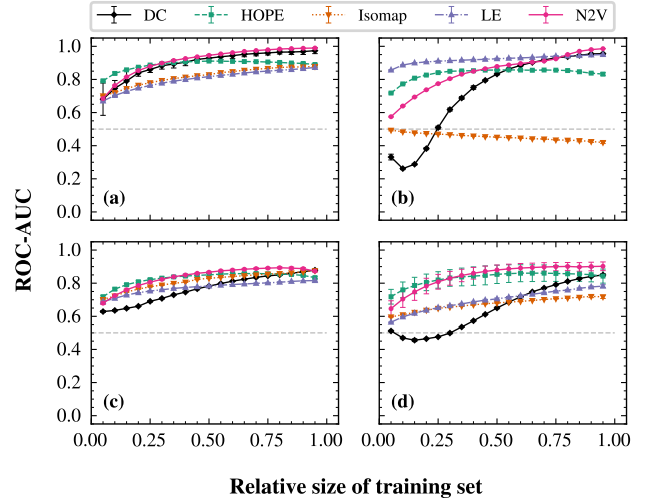 DC HOPE Isomap LE N2V
1.0
0.8
0.6
0.4
0.2
0.0
(a)
(b)
ROC-AUC
1.0
0.8
0.6
0.4
0.2
0.0
(c)
(d)
0.00 0.25 0.50 0.75 1.00 0.00 0.25 0.50 0.75 1.00
Relative size of training set